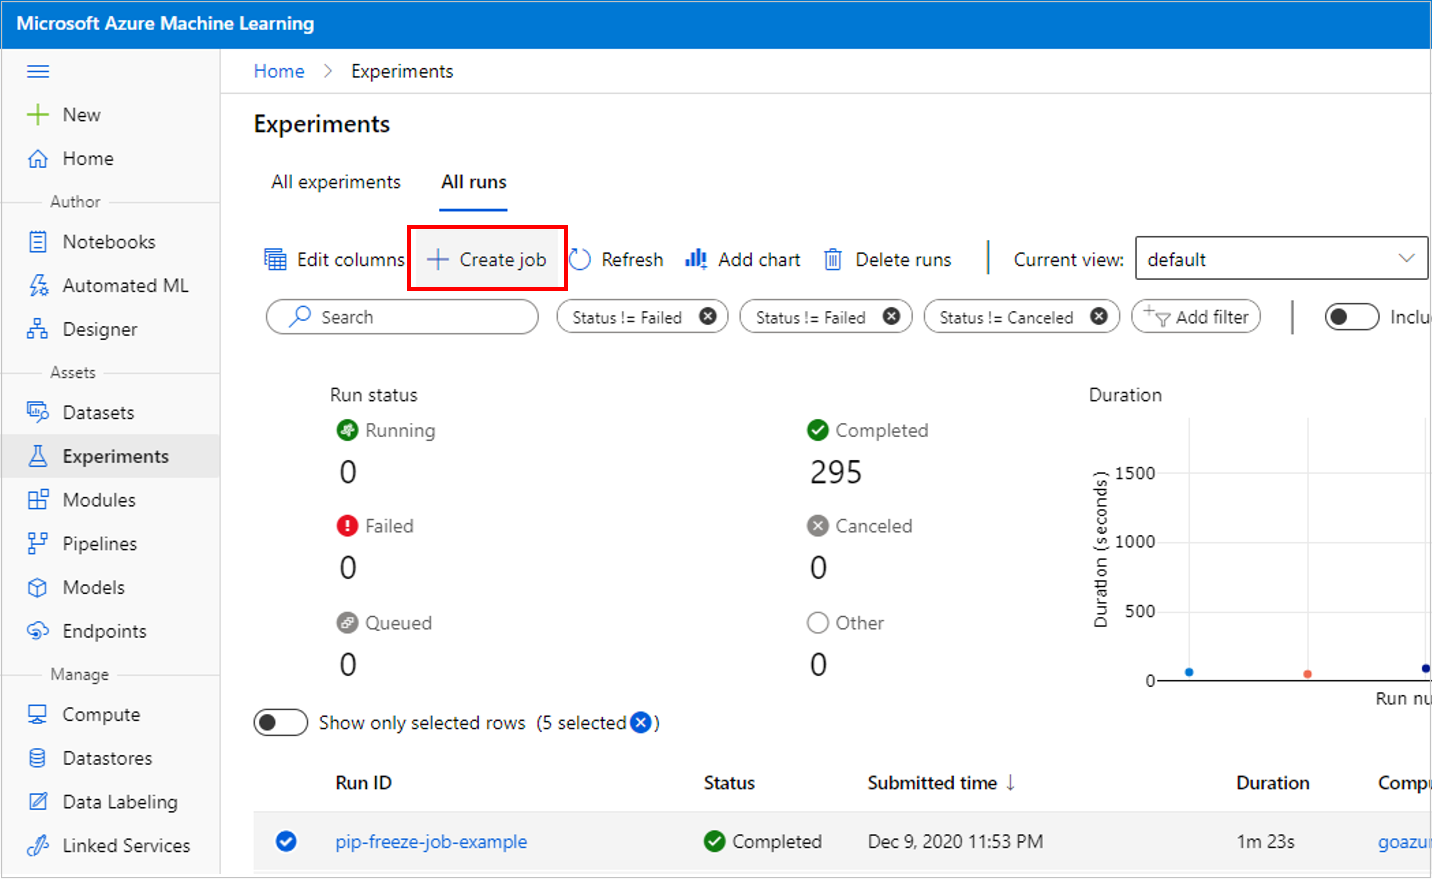 Microsoft Azure Machine Learning
Home > Experiments
New
Home
Author
Notebooks
Automated ML
Designer
Assets
Datasets
Experiments
Modules
Pipelines
Models
Endpoints
Manage
Compute
Datastores
Data Labeling
Linked Services
Experiments
All experiments All runs
Edit columns Create job Refresh Add chart Delete runs Current view: default
Search Status != Failed Status != Failed Status != Canceled Add filter Inclu
Run status
Running Completed
0 295
Failed Canceled
0 0
Queued Other
0 0
Duration
Duration (seconds)
1500
1000
500
0
Run nu
Show only selected rows (5 selected )
Run ID Status Submitted time ↓ Duration Compu
pip-freeze-job-example Completed Dec 9, 2020 11:53 PM 1m 23s goazur